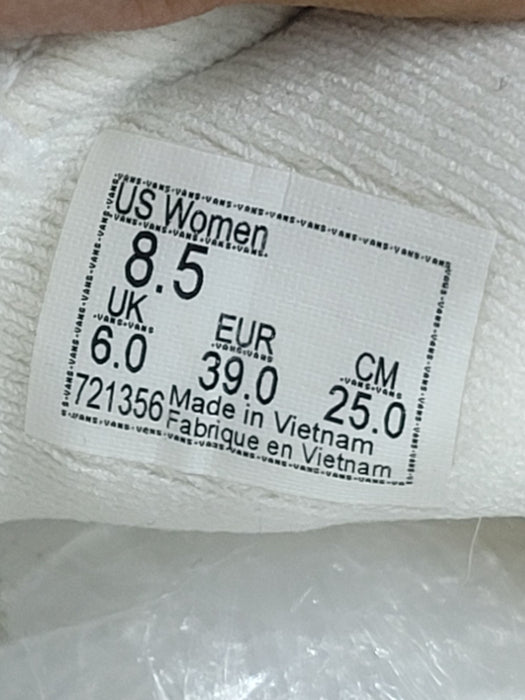 US Women
8.5
UK EUR CM
6.0 39.0 25.0
721356 Made in Vietnam
Fabrique en Vietnam
VANS